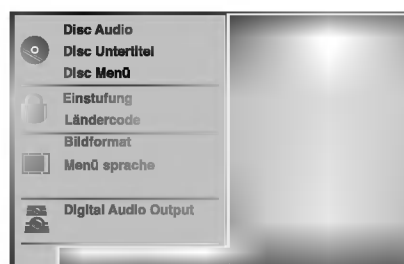 Disc Audio
Disc Untertitel
Disc Menü
Einstufung
Ländercode
Bildformat
Menü sprache
Digital Audio Output